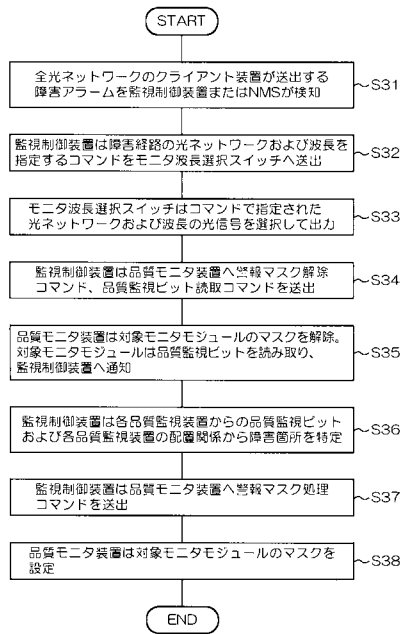 START
全光ネットワークのクライアント装置が送出する
障害アラームを監視制御装置またはNMSが検知
S31
監視制御装置は障害経路の光ネットワークおよび波長を
指定するコマンドをモニタ波長選択スイッチへ送出
S32
モニタ波長選択スイッチはコマンドで指定された
光ネットワークおよび波長の光信号を選択して出力
S33
監視制御装置は品質モニタ装置へ警報マスク解除
コマンド、品質監視ビット読取コマンドを送出
S34
品質モニタ装置は対象モニタモジュールのマスクを解除。
対象モニタモジュールは品質監視ビットを読み取り、
監視制御装置へ通知
S35
監視制御装置は各品質監視装置からの品質監視ビット
および各品質監視装置の配置関係から障害箇所を特定
S36
監視制御装置は品質モニタ装置へ警報マスク処理
コマンドを送出
S37
品質モニタ装置は対象モニタモジュールのマスクを
設定
S38
END